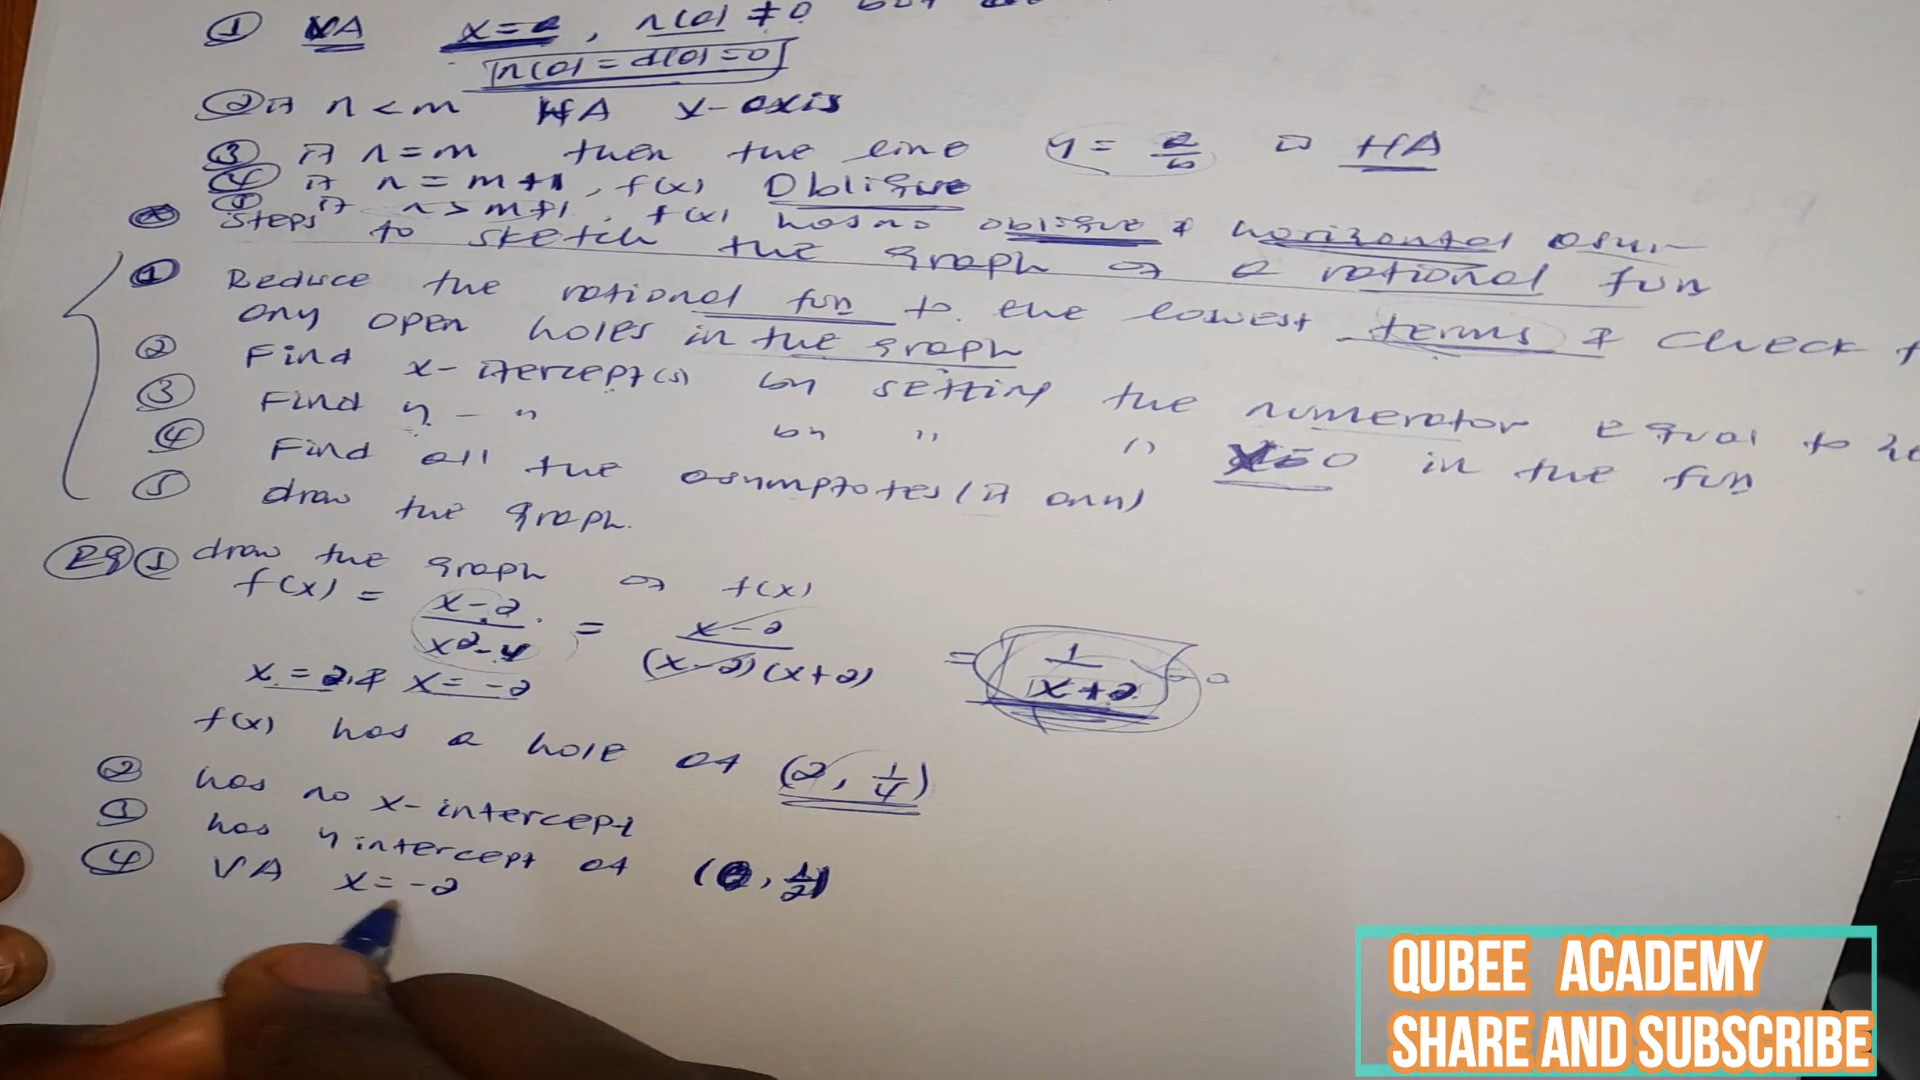 ① VA x=a, n(a) ≠ 0
n(a) = d(a) = 0
② if n < m HA x-axis
③ if n = m then the line y = a/b is HA
④ if n = m+1, f(x) Oblique
⑤ if n > m+1, f(x) has no oblique & horizontal asym
* Steps to sketch the graph of a rational fun
① Reduce the rational fun to the lowest terms & check
any open holes in the graph
② Find x-itercept(s) by setting the numerator equal to
③ Find y - " by " " x=0 in the fun
④ Find all the asymptotes (if any)
⑤ draw the graph.
Eg ① draw the graph of f(x)
f(x) = x-2 / x²-4 = x-2 / (x-2)(x+2) = 1 / x+2
x = 2 & x = -2
f(x) has a hole at (2, 1/4)
② has no x-intercept
③ has y intercept at (0, 1/2)
④ VA x = -2
QUBEE ACADEMY
SHARE AND SUBSCRIBE